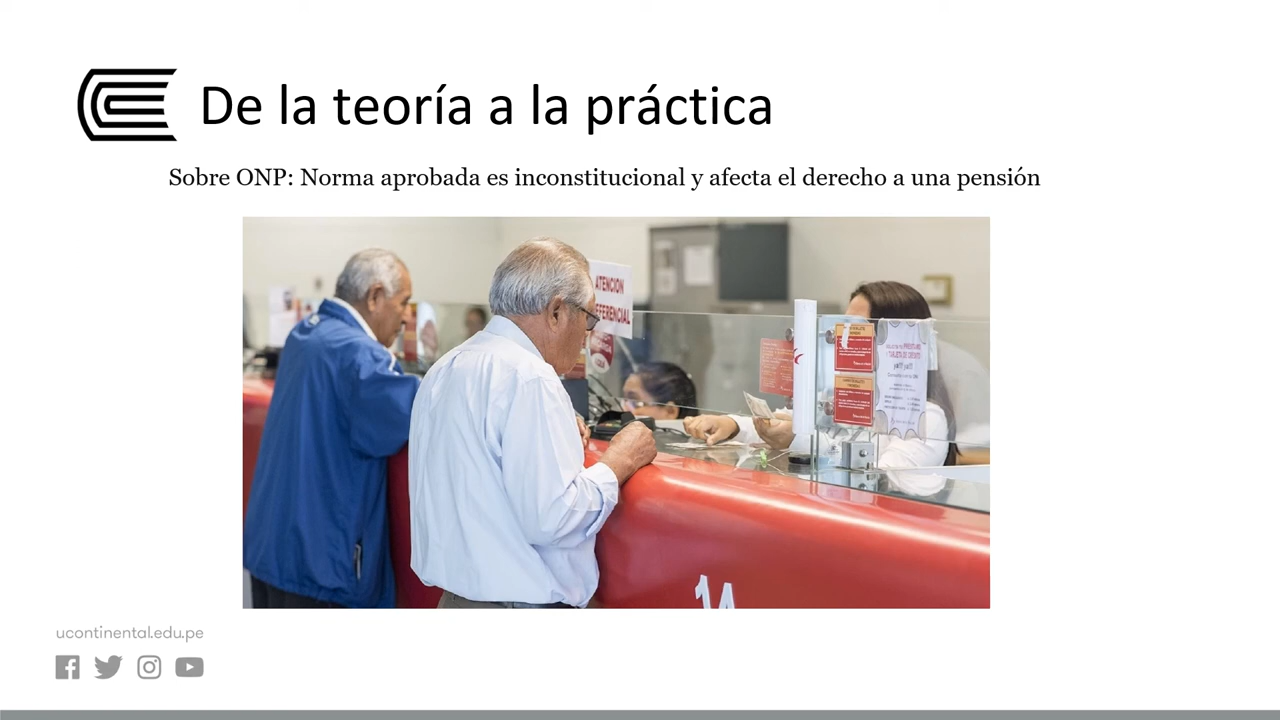 De la teoría a la práctica
Sobre ONP: Norma aprobada es inconstitucional y afecta el derecho a una pensión
ATENCION
14
ucontinental.edu.pe